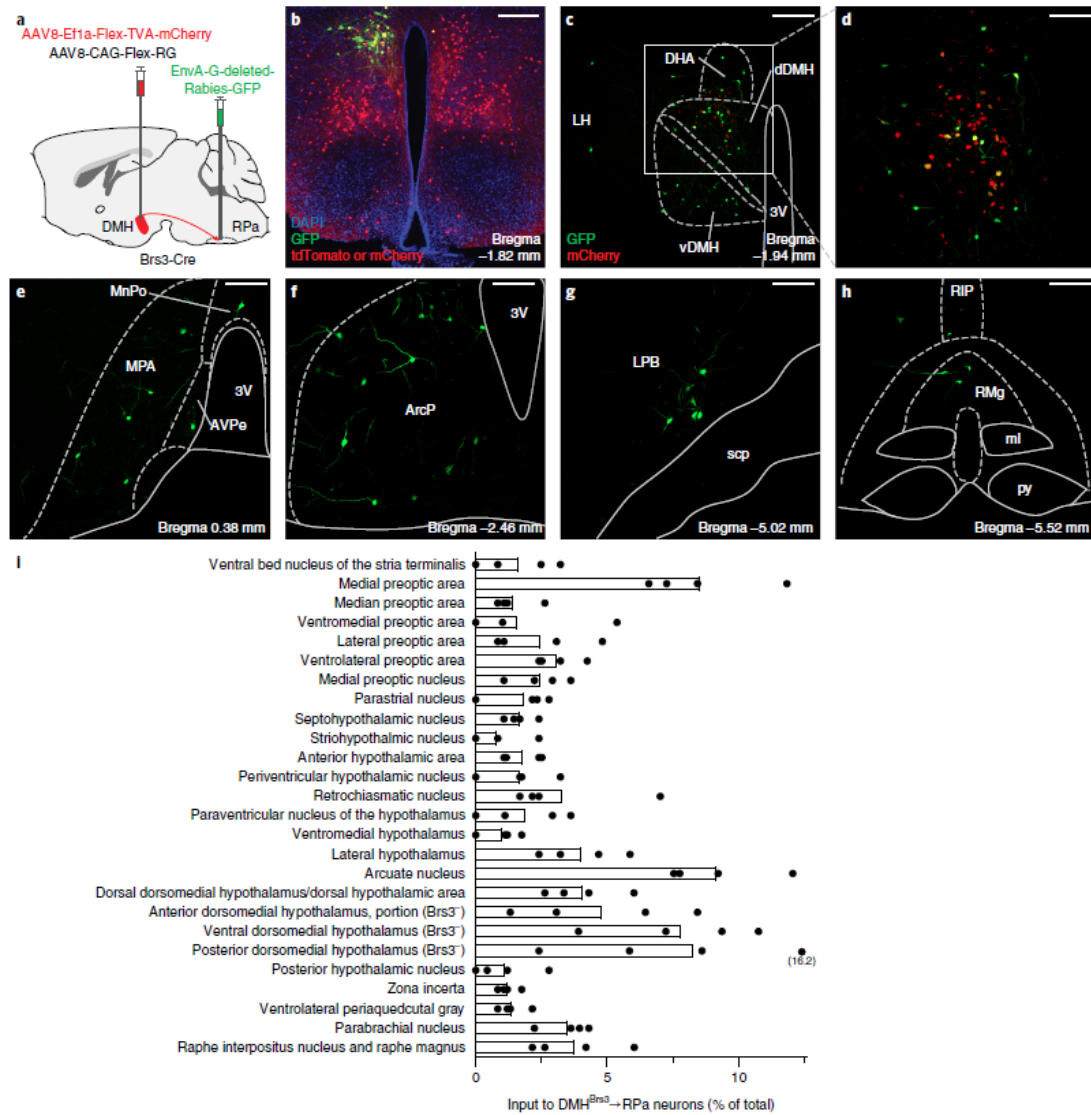 a
AAV8-Ef1a-Flex-TVA-mCherry
AAV8-CAG-Flex-RG
EnvA-G-deleted-
Rabies-GFP
DMH
RPa
Brs3-Cre
b
DAPI
GFP
tdTomato or mCherry
Bregma
–1.82 mm
c
DHA
dDMH
LH
3V
GFP
mCherry
vDMH
Bregma
–1.94 mm
d
e
MnPo
MPA
3V
AVPe
Bregma 0.38 mm
f
3V
ArcP
Bregma –2.46 mm
g
LPB
scp
Bregma –5.02 mm
h
RIP
RMg
ml
py
Bregma –5.52 mm
i
Ventral bed nucleus of the stria terminalis
Medial preoptic area
Median preoptic area
Ventromedial preoptic area
Lateral preoptic area
Ventrolateral preoptic area
Medial preoptic nucleus
Parastrial nucleus
Septohypothalamic nucleus
Striohypothalmic nucleus
Anterior hypothalamic area
Periventricular hypothalamic nucleus
Retrochiasmatic nucleus
Paraventricular nucleus of the hypothalamus
Ventromedial hypothalamus
Lateral hypothalamus
Arcuate nucleus
Dorsal dorsomedial hypothalamus/dorsal hypothalamic area
Anterior dorsomedial hypothalamus, portion (Brs3⁻)
Ventral dorsomedial hypothalamus (Brs3⁻)
Posterior dorsomedial hypothalamus (Brs3⁻)
(16.2)
Posterior hypothalamic nucleus
Zona incerta
Ventrolateral periaquedcutal gray
Parabrachial nucleus
Raphe interpositus nucleus and raphe magnus
0 5 10
Input to DMHᴮʳˢ³→RPa neurons (% of total)